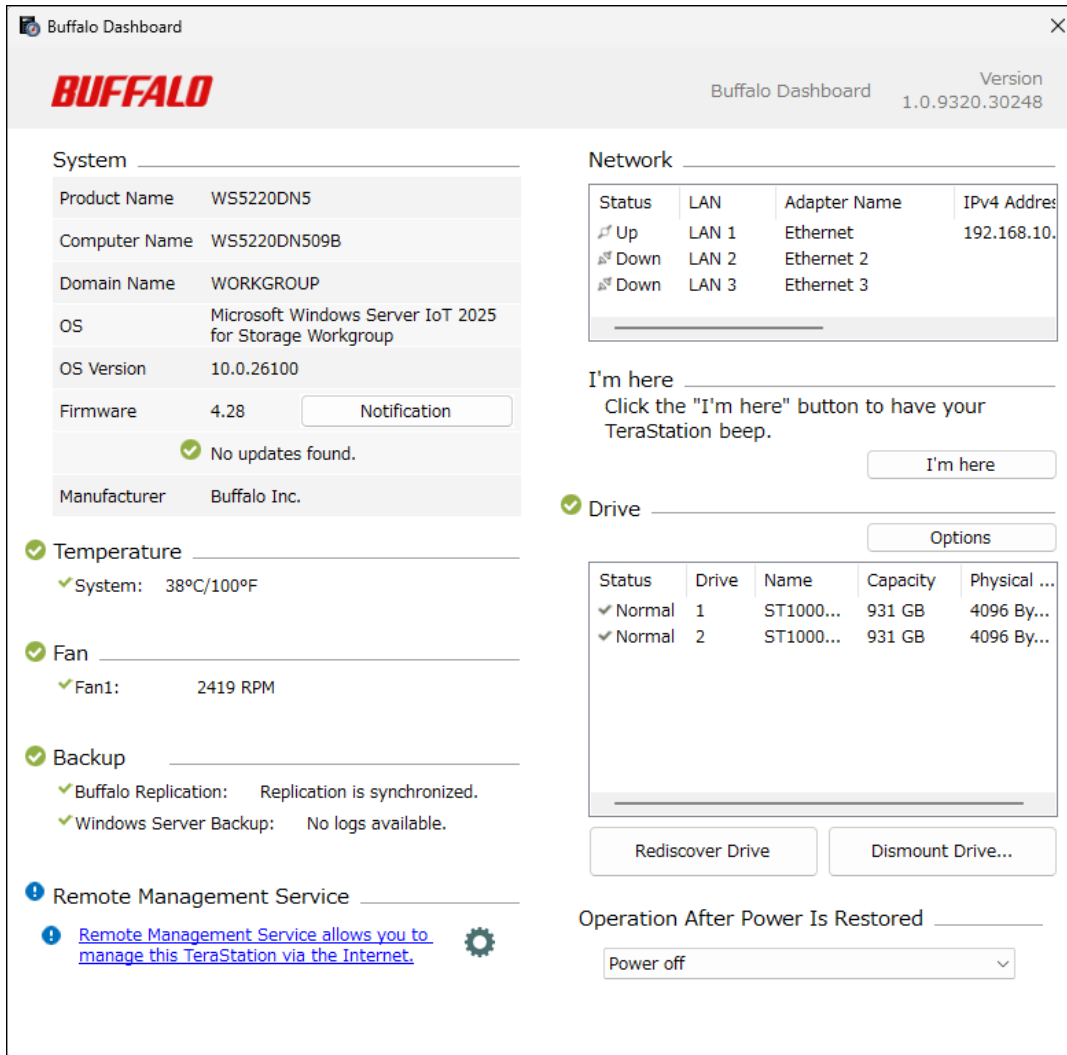 Buffalo Dashboard
BUFFALO
Buffalo Dashboard
Version
1.0.9320.30248
System
Product Name WS5220DN5
Computer Name WS5220DN509B
Domain Name WORKGROUP
OS Microsoft Windows Server IoT 2025
for Storage Workgroup
OS Version 10.0.26100
Firmware 4.28 Notification
No updates found.
Manufacturer Buffalo Inc.
Temperature
System: 38°C/100°F
Fan
Fan1: 2419 RPM
Backup
Buffalo Replication: Replication is synchronized.
Windows Server Backup: No logs available.
Remote Management Service
Remote Management Service allows you to
manage this TeraStation via the Internet.
Network
Status LAN Adapter Name IPv4 Addres
Up LAN 1 Ethernet 192.168.10.
Down LAN 2 Ethernet 2
Down LAN 3 Ethernet 3
I'm here
Click the "I'm here" button to have your
TeraStation beep.
I'm here
Drive
Options
Status Drive Name Capacity Physical ...
Normal 1 ST1000... 931 GB 4096 By...
Normal 2 ST1000... 931 GB 4096 By...
Rediscover Drive Dismount Drive...
Operation After Power Is Restored
Power off